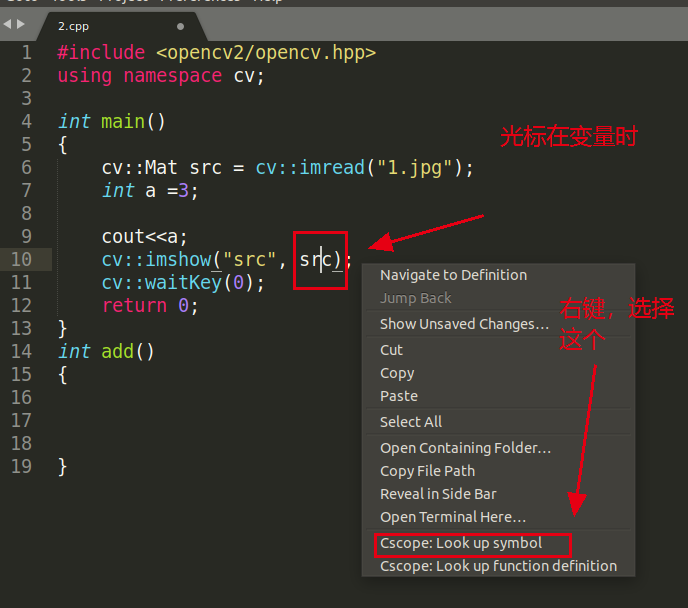 2.cpp
1 #include <opencv2/opencv.hpp>
2 using namespace cv;
3
4 int main()
5 {
6 cv::Mat src = cv::imread("1.jpg");
7 int a =3;
8
9 cout<<a;
10 cv::imshow("src", src);
11 cv::waitKey(0);
12 return 0;
13 }
14 int add()
15 {
16
17
18
19 }
光标在变量时
Navigate to Definition
Jump Back
Show Unsaved Changes…
Cut
Copy
Paste
Select All
Open Containing Folder…
Copy File Path
Reveal in Side Bar
Open Terminal Here…
Cscope: Look up symbol
Cscope: Look up function definition
右键，选择
这个